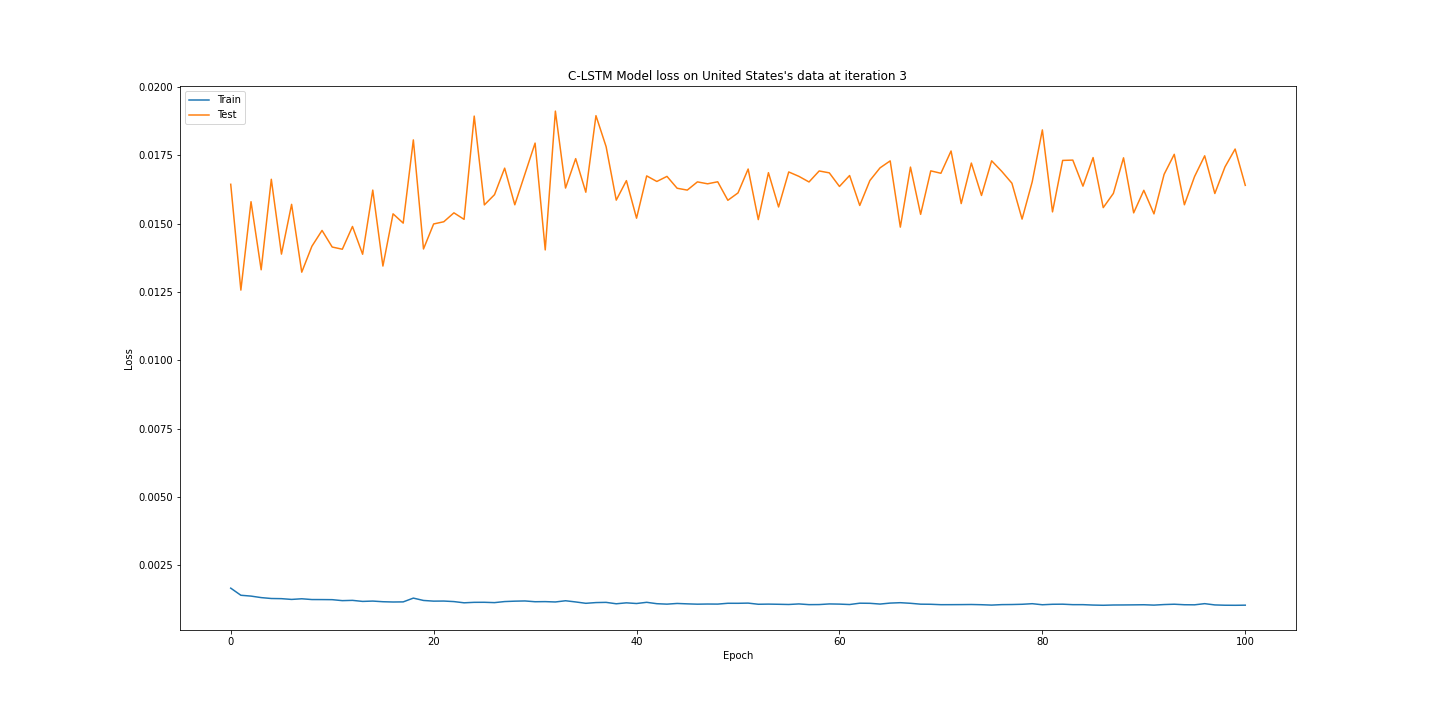 C-LSTM Model loss on United States's data at iteration 3
Train
Test
0.0200
0.0175
0.0150
0.0125
0.0100
0.0075
0.0050
0.0025
Loss
0 20 40 60 80 100
Epoch